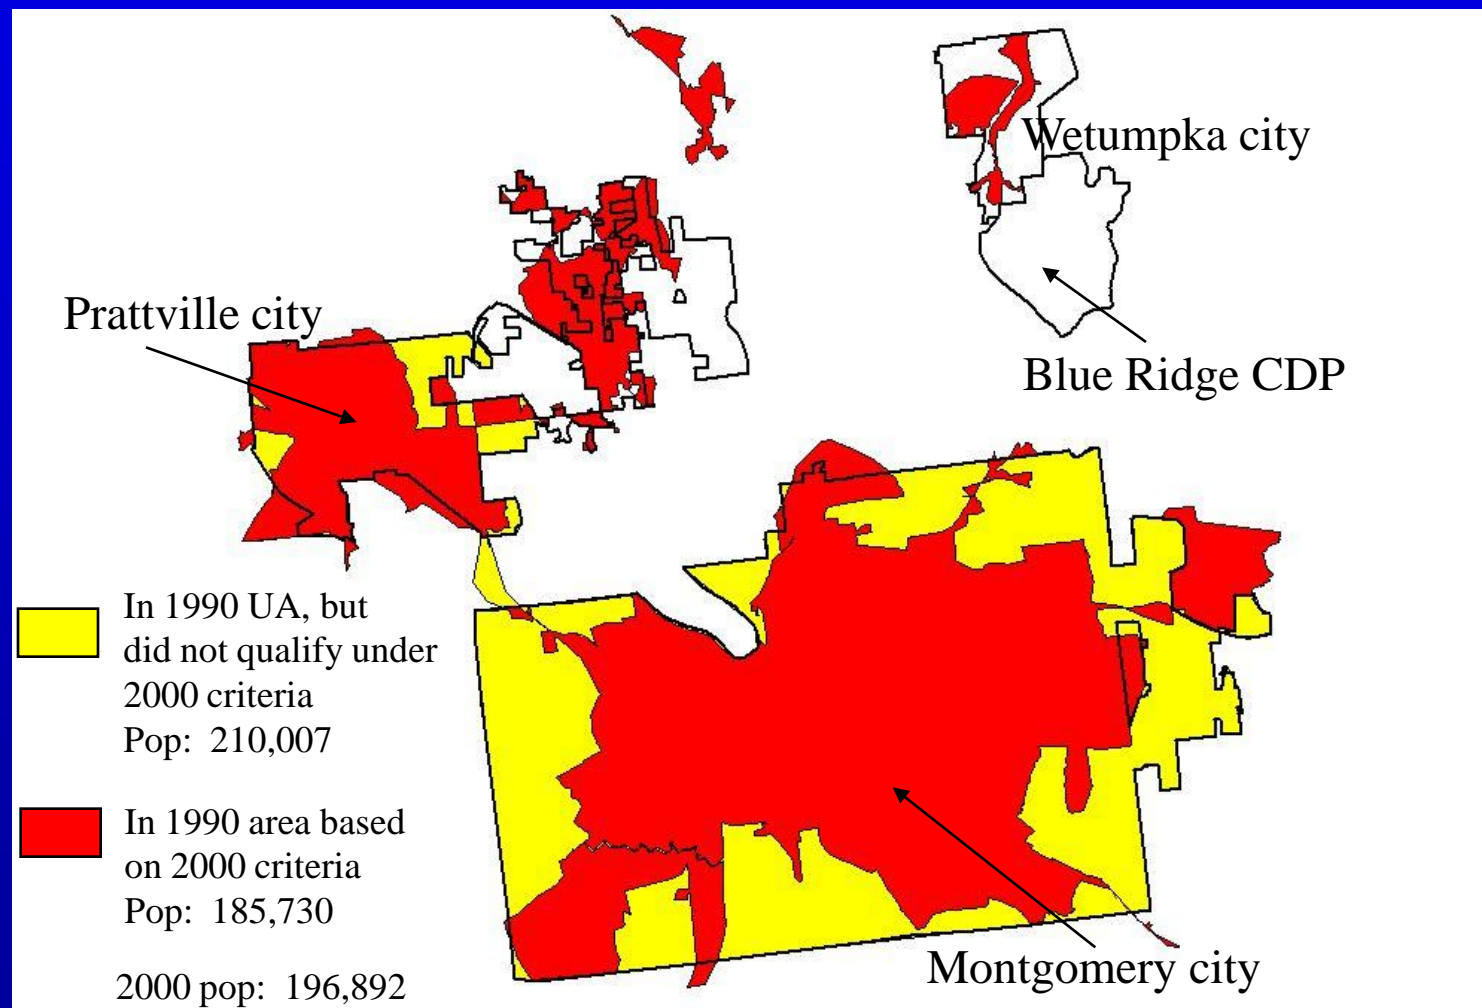 Wetumpka city
Prattville city
Blue Ridge CDP
In 1990 UA, but
did not qualify under
2000 criteria
Pop: 210,007
In 1990 area based
on 2000 criteria
Pop: 185,730
Montgomery city
2000 pop: 196,892